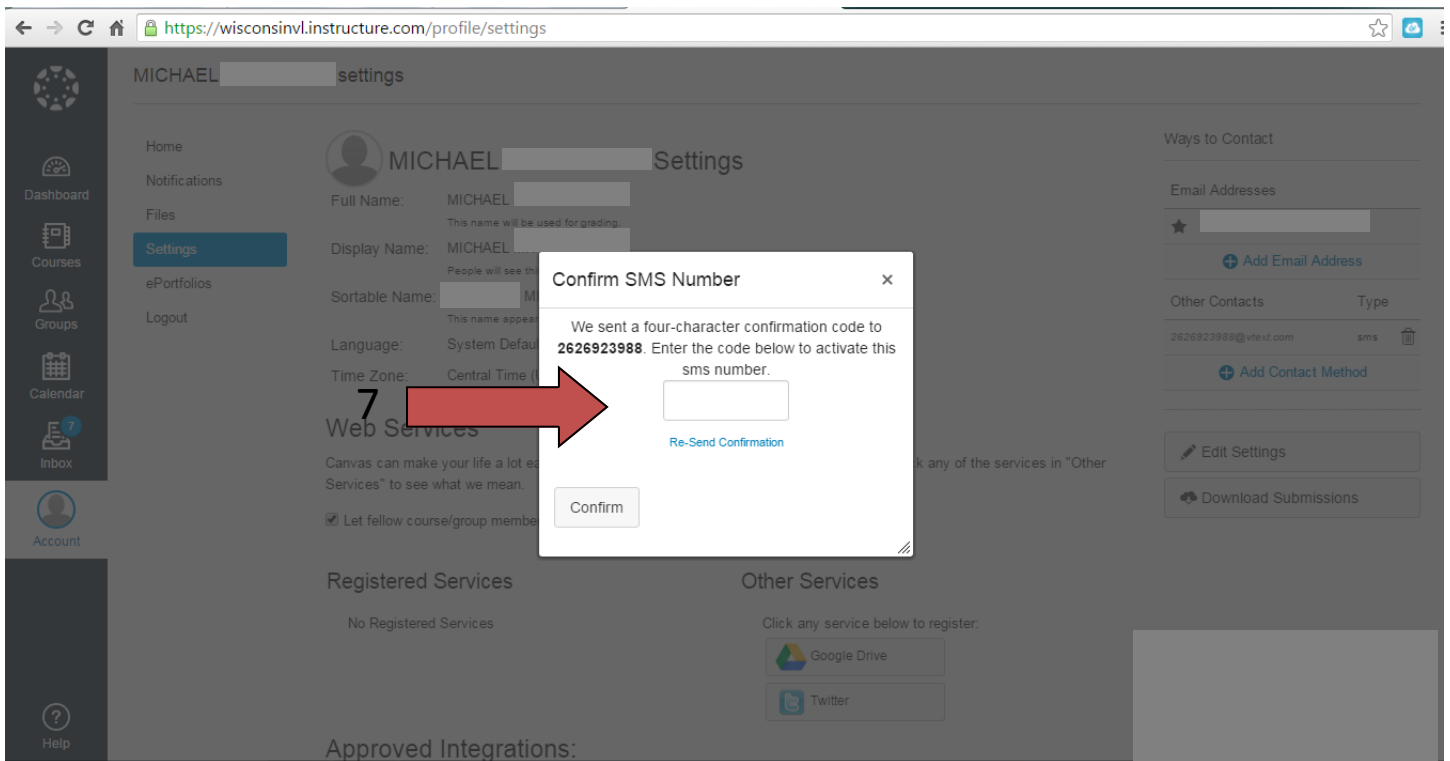 https://wisconsinvl.instructure.com/profile/settings
MICHAEL settings
Dashboard
Courses
Groups
Calendar
7
Inbox
Account
Help
Home
Notifications
Files
Settings
ePortfolios
Logout
MICHAEL Settings
Full Name: MICHAEL
This name will be used for grading.
Display Name: MICHAEL
People will see
Sortable Name:
This name
Language: System
Time Zone: Central Time
7
Web Services
Canvas can make your life a lot
any of the services in "Other
Services" to see what we mean.
Let fellow course/group
Registered Services
No Registered Services
Other Services
Click any service below to register:
Google Drive
Twitter
Approved Integrations:
Confirm SMS Number ×
We sent a four-character confirmation code to
2626923988. Enter the code below to activate this
sms number.
Re-Send Confirmation
Confirm
Ways to Contact
Email Addresses
Add Email Address
Other Contacts Type
2626923988@vtext.com sms
Add Contact Method
Edit Settings
Download Submissions